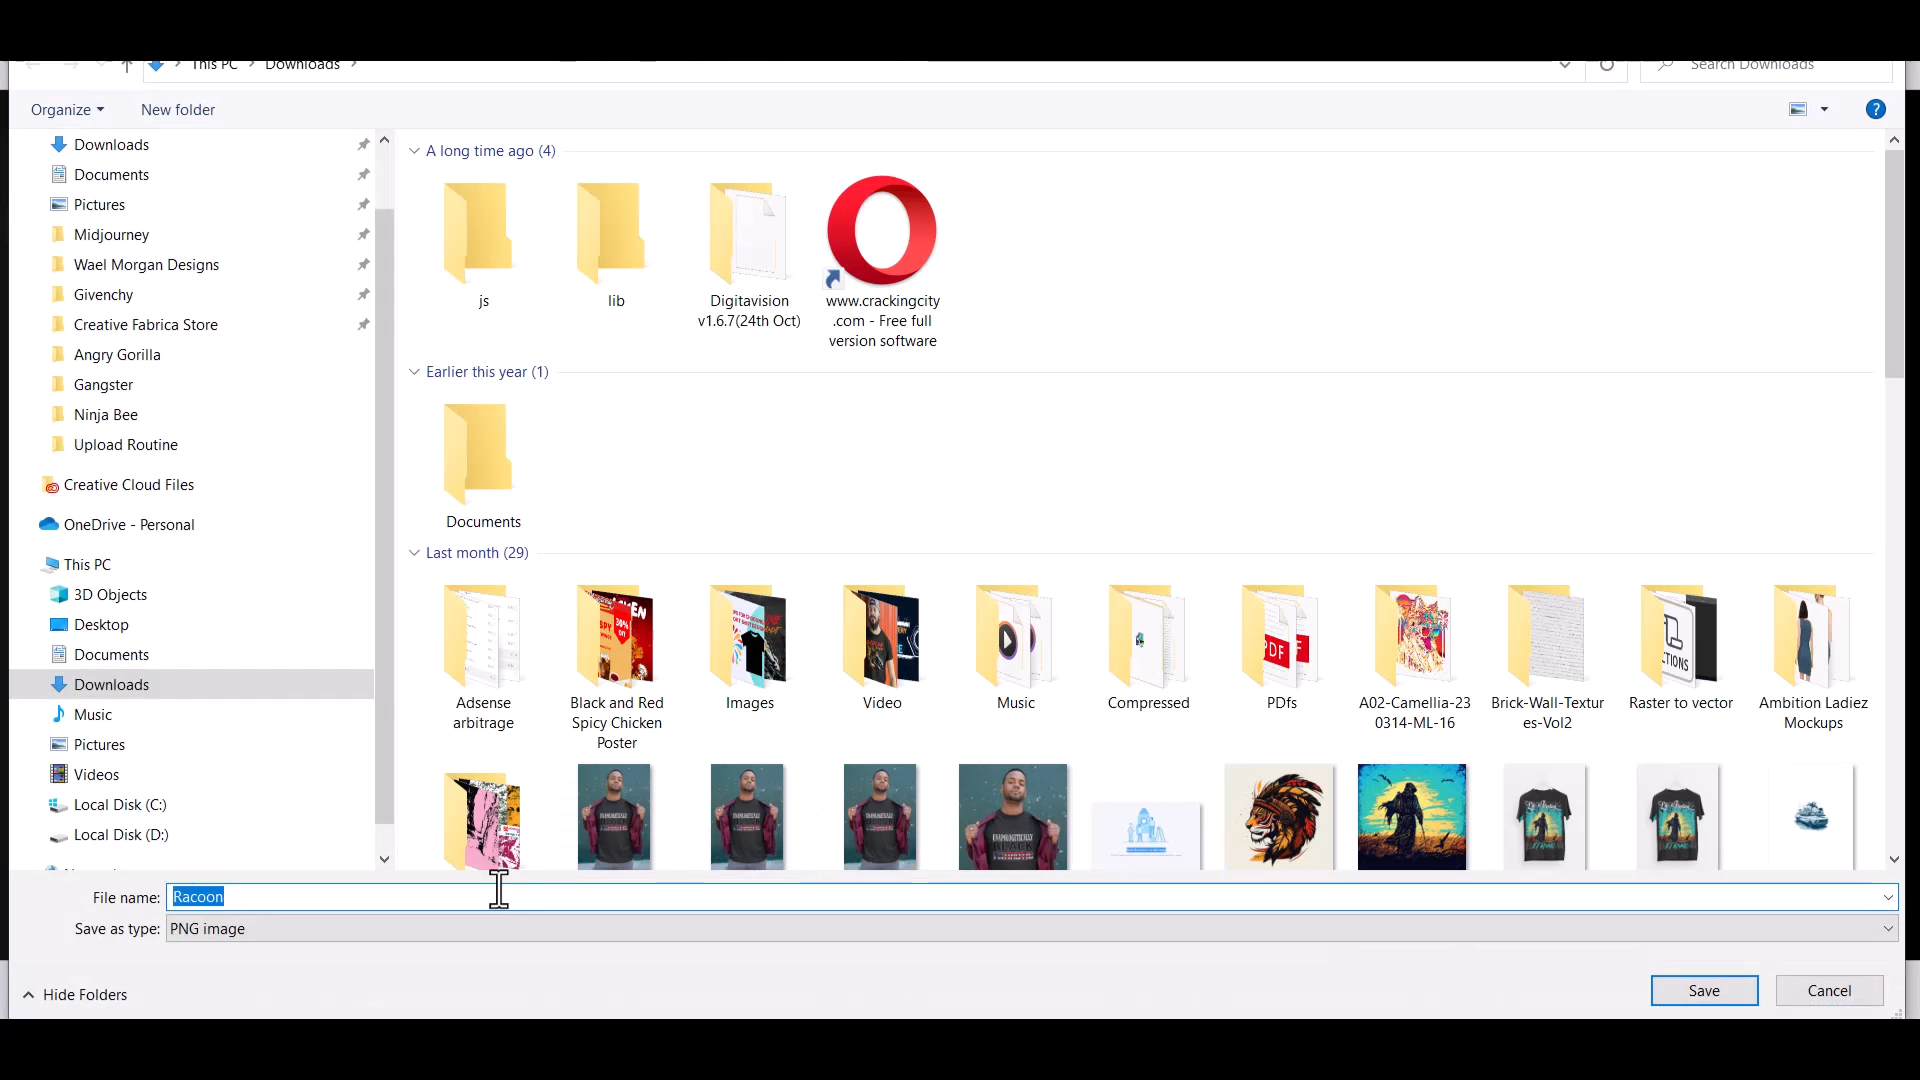 This PC > Downloads >
Search Downloads
Organize
New folder
Downloads
Documents
Pictures
Midjourney
Wael Morgan Designs
Givenchy
Creative Fabrica Store
Angry Gorilla
Gangster
Ninja Bee
Upload Routine
Creative Cloud Files
OneDrive - Personal
This PC
3D Objects
Desktop
Documents
Downloads
Music
Pictures
Videos
Local Disk (C:)
Local Disk (D:)
A long time ago (4)
js
lib
Digitavision
v1.6.7(24th Oct)
www.crackingcity
.com - Free full
version software
Earlier this year (1)
Documents
Last month (29)
PDF
Adsense
arbitrage
Black and Red
Spicy Chicken
Poster
Images
Video
Music
Compressed
PDfs
A02-Camellia-23
0314-ML-16
Brick-Wall-Textur
es-Vol2
Raster to vector
Ambition Ladiez
Mockups
File name: Racoon
Save as type: PNG image
Hide Folders
Save
Cancel